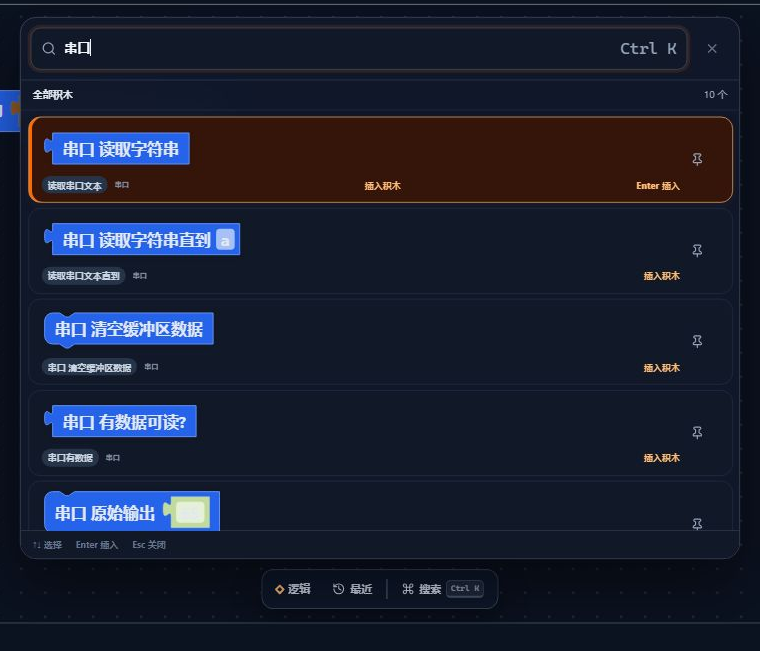 串口 Ctrl K
全部积木 10 个
串口 读取字符串
读取串口文本 串口 插入积木 Enter 插入
串口 读取字符串直到 a
读取串口文本直到 串口 插入积木
串口 清空缓冲区数据
串口 清空缓冲区数据 串口 插入积木
串口 有数据可读?
串口有数据 串口 插入积木
串口 原始输出
↑↓ 选择 Enter 插入 Esc 关闭
逻辑 最近 ⌘ 搜索 Ctrl K